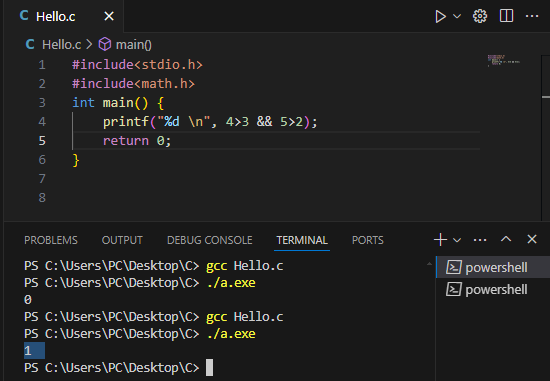 C Hello.c
C Hello.c > main()
1 #include<stdio.h>
2 #include<math.h>
3 int main() {
4 printf("%d \n", 4>3 && 5>2);
5 return 0;
6 }
7
8
PROBLEMS OUTPUT DEBUG CONSOLE TERMINAL PORTS
PS C:\Users\PC\Desktop\C> gcc Hello.c
PS C:\Users\PC\Desktop\C> ./a.exe
0
PS C:\Users\PC\Desktop\C> gcc Hello.c
PS C:\Users\PC\Desktop\C> ./a.exe
1
PS C:\Users\PC\Desktop\C>
powershell
powershell